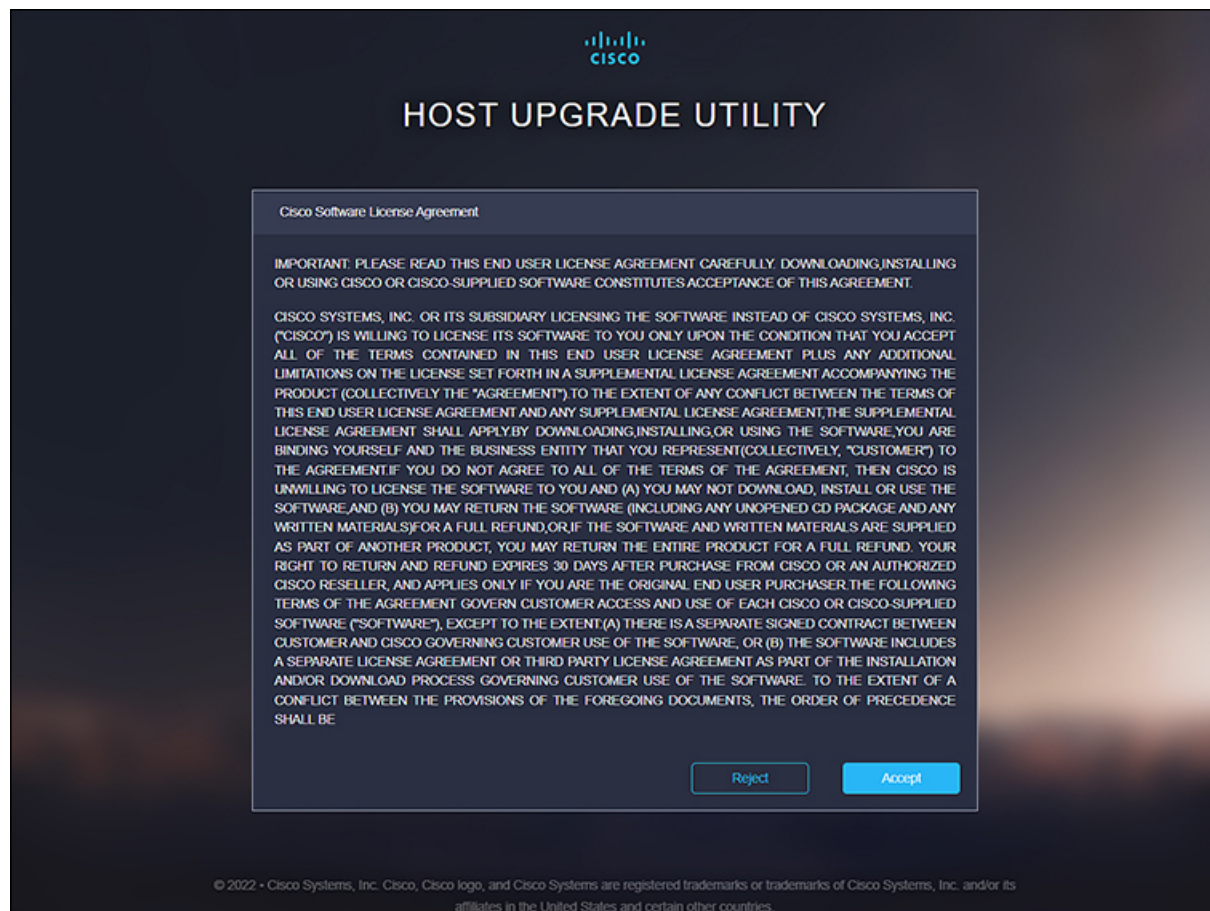 CISCO
HOST UPGRADE UTILITY
Cisco Software License Agreement
IMPORTANT: PLEASE READ THIS END USER LICENSE AGREEMENT CAREFULLY. DOWNLOADING,INSTALLING
OR USING CISCO OR CISCO-SUPPLIED SOFTWARE CONSTITUTES ACCEPTANCE OF THIS AGREEMENT.
CISCO SYSTEMS, INC. OR ITS SUBSIDIARY LICENSING THE SOFTWARE INSTEAD OF CISCO SYSTEMS, INC.
("CISCO") IS WILLING TO LICENSE ITS SOFTWARE TO YOU ONLY UPON THE CONDITION THAT YOU ACCEPT
ALL OF THE TERMS CONTAINED IN THIS END USER LICENSE AGREEMENT PLUS ANY ADDITIONAL
LIMITATIONS ON THE LICENSE SET FORTH IN A SUPPLEMENTAL LICENSE AGREEMENT ACCOMPANYING THE
PRODUCT (COLLECTIVELY THE "AGREEMENT").TO THE EXTENT OF ANY CONFLICT BETWEEN THE TERMS OF
THIS END USER LICENSE AGREEMENT AND ANY SUPPLEMENTAL LICENSE AGREEMENT,THE SUPPLEMENTAL
LICENSE AGREEMENT SHALL APPLY.BY DOWNLOADING,INSTALLING,OR USING THE SOFTWARE,YOU ARE
BINDING YOURSELF AND THE BUSINESS ENTITY THAT YOU REPRESENT(COLLECTIVELY, "CUSTOMER") TO
THE AGREEMENT.IF YOU DO NOT AGREE TO ALL OF THE TERMS OF THE AGREEMENT, THEN CISCO IS
UNWILLING TO LICENSE THE SOFTWARE TO YOU AND (A) YOU MAY NOT DOWNLOAD, INSTALL OR USE THE
SOFTWARE,AND (B) YOU MAY RETURN THE SOFTWARE (INCLUDING ANY UNOPENED CD PACKAGE AND ANY
WRITTEN MATERIALS)FOR A FULL REFUND,OR,IF THE SOFTWARE AND WRITTEN MATERIALS ARE SUPPLIED
AS PART OF ANOTHER PRODUCT, YOU MAY RETURN THE ENTIRE PRODUCT FOR A FULL REFUND. YOUR
RIGHT TO RETURN AND REFUND EXPIRES 30 DAYS AFTER PURCHASE FROM CISCO OR AN AUTHORIZED
CISCO RESELLER, AND APPLIES ONLY IF YOU ARE THE ORIGINAL END USER PURCHASER.THE FOLLOWING
TERMS OF THE AGREEMENT GOVERN CUSTOMER ACCESS AND USE OF EACH CISCO OR CISCO-SUPPLIED
SOFTWARE ("SOFTWARE"), EXCEPT TO THE EXTENT:(A) THERE IS A SEPARATE SIGNED CONTRACT BETWEEN
CUSTOMER AND CISCO GOVERNING CUSTOMER USE OF THE SOFTWARE, OR (B) THE SOFTWARE INCLUDES
A SEPARATE LICENSE AGREEMENT OR THIRD PARTY LICENSE AGREEMENT AS PART OF THE INSTALLATION
AND/OR DOWNLOAD PROCESS GOVERNING CUSTOMER USE OF THE SOFTWARE. TO THE EXTENT OF A
CONFLICT BETWEEN THE PROVISIONS OF THE FOREGOING DOCUMENTS, THE ORDER OF PRECEDENCE
SHALL BE
Reject Accept
© 2022 • Cisco Systems, Inc. Cisco, Cisco logo, and Cisco Systems are registered trademarks or trademarks of Cisco Systems, Inc. and/or its
affiliates in the United States and certain other countries.